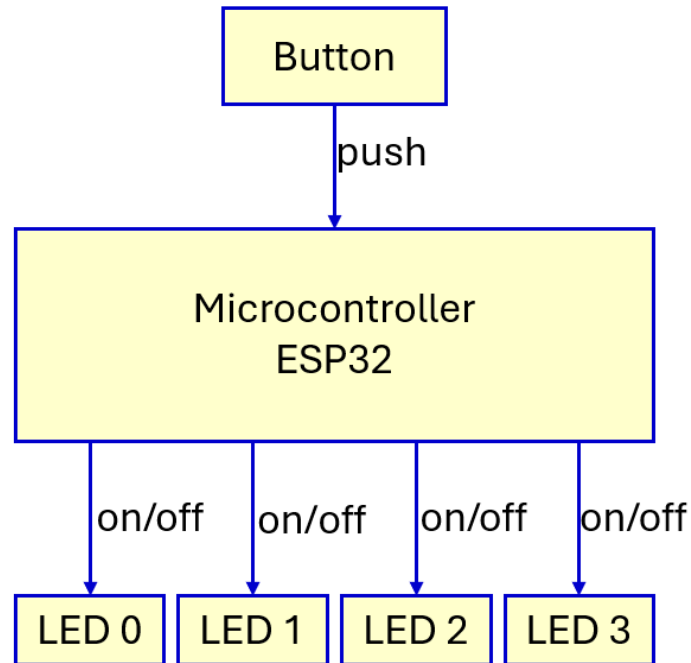 Button
push
Microcontroller
ESP32
on/off
on/off
on/off
on/off
LED 0
LED 1
LED 2
LED 3